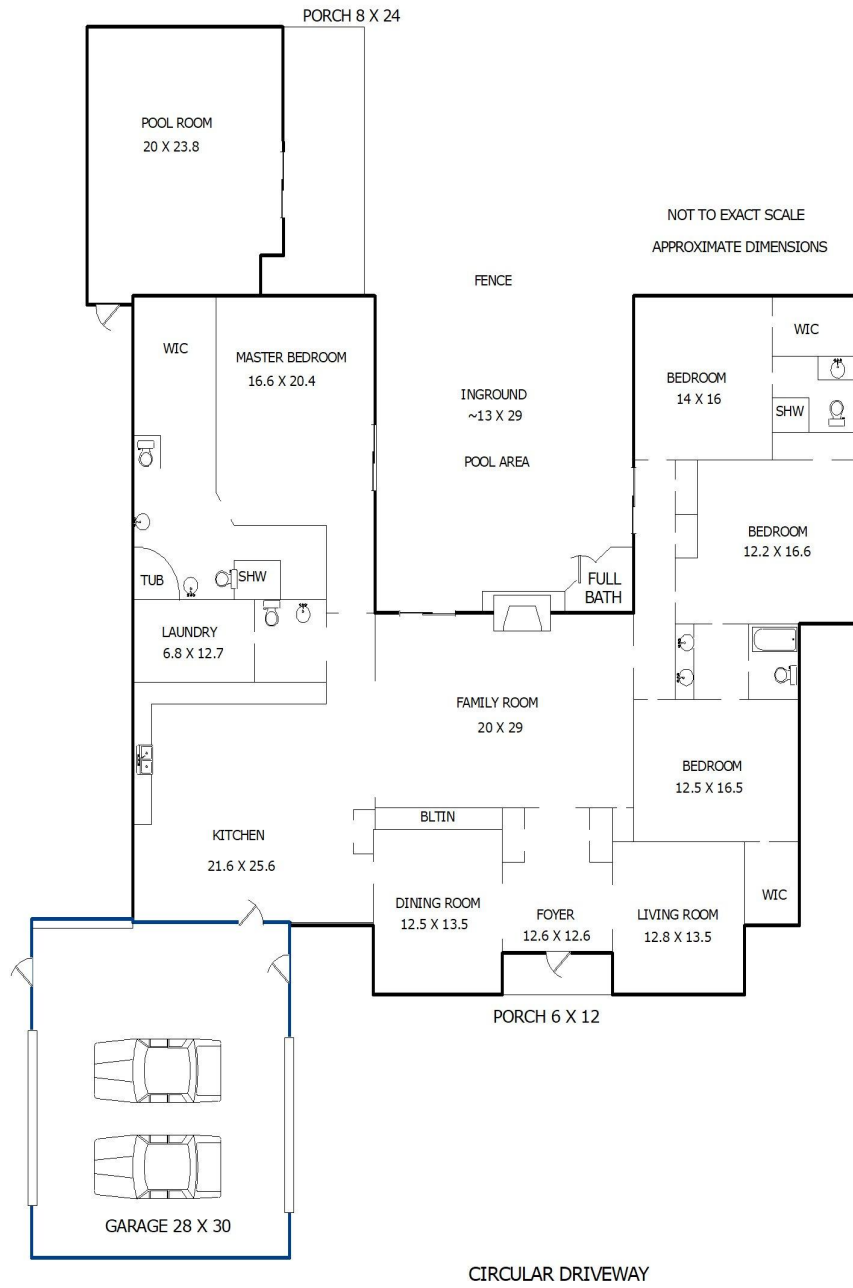 PORCH 8 X 24
POOL ROOM
20 X 23.8
NOT TO EXACT SCALE
APPROXIMATE DIMENSIONS
FENCE
WIC
MASTER BEDROOM
16.6 X 20.4
INGROUND
~13 X 29
POOL AREA
BEDROOM
14 X 16
WIC
SHW
BEDROOM
12.2 X 16.6
TUB
SHW
FULL
BATH
LAUNDRY
6.8 X 12.7
FAMILY ROOM
20 X 29
BEDROOM
12.5 X 16.5
BLTIN
KITCHEN
21.6 X 25.6
DINING ROOM
12.5 X 13.5
FOYER
12.6 X 12.6
LIVING ROOM
12.8 X 13.5
WIC
PORCH 6 X 12
GARAGE 28 X 30
CIRCULAR DRIVEWAY